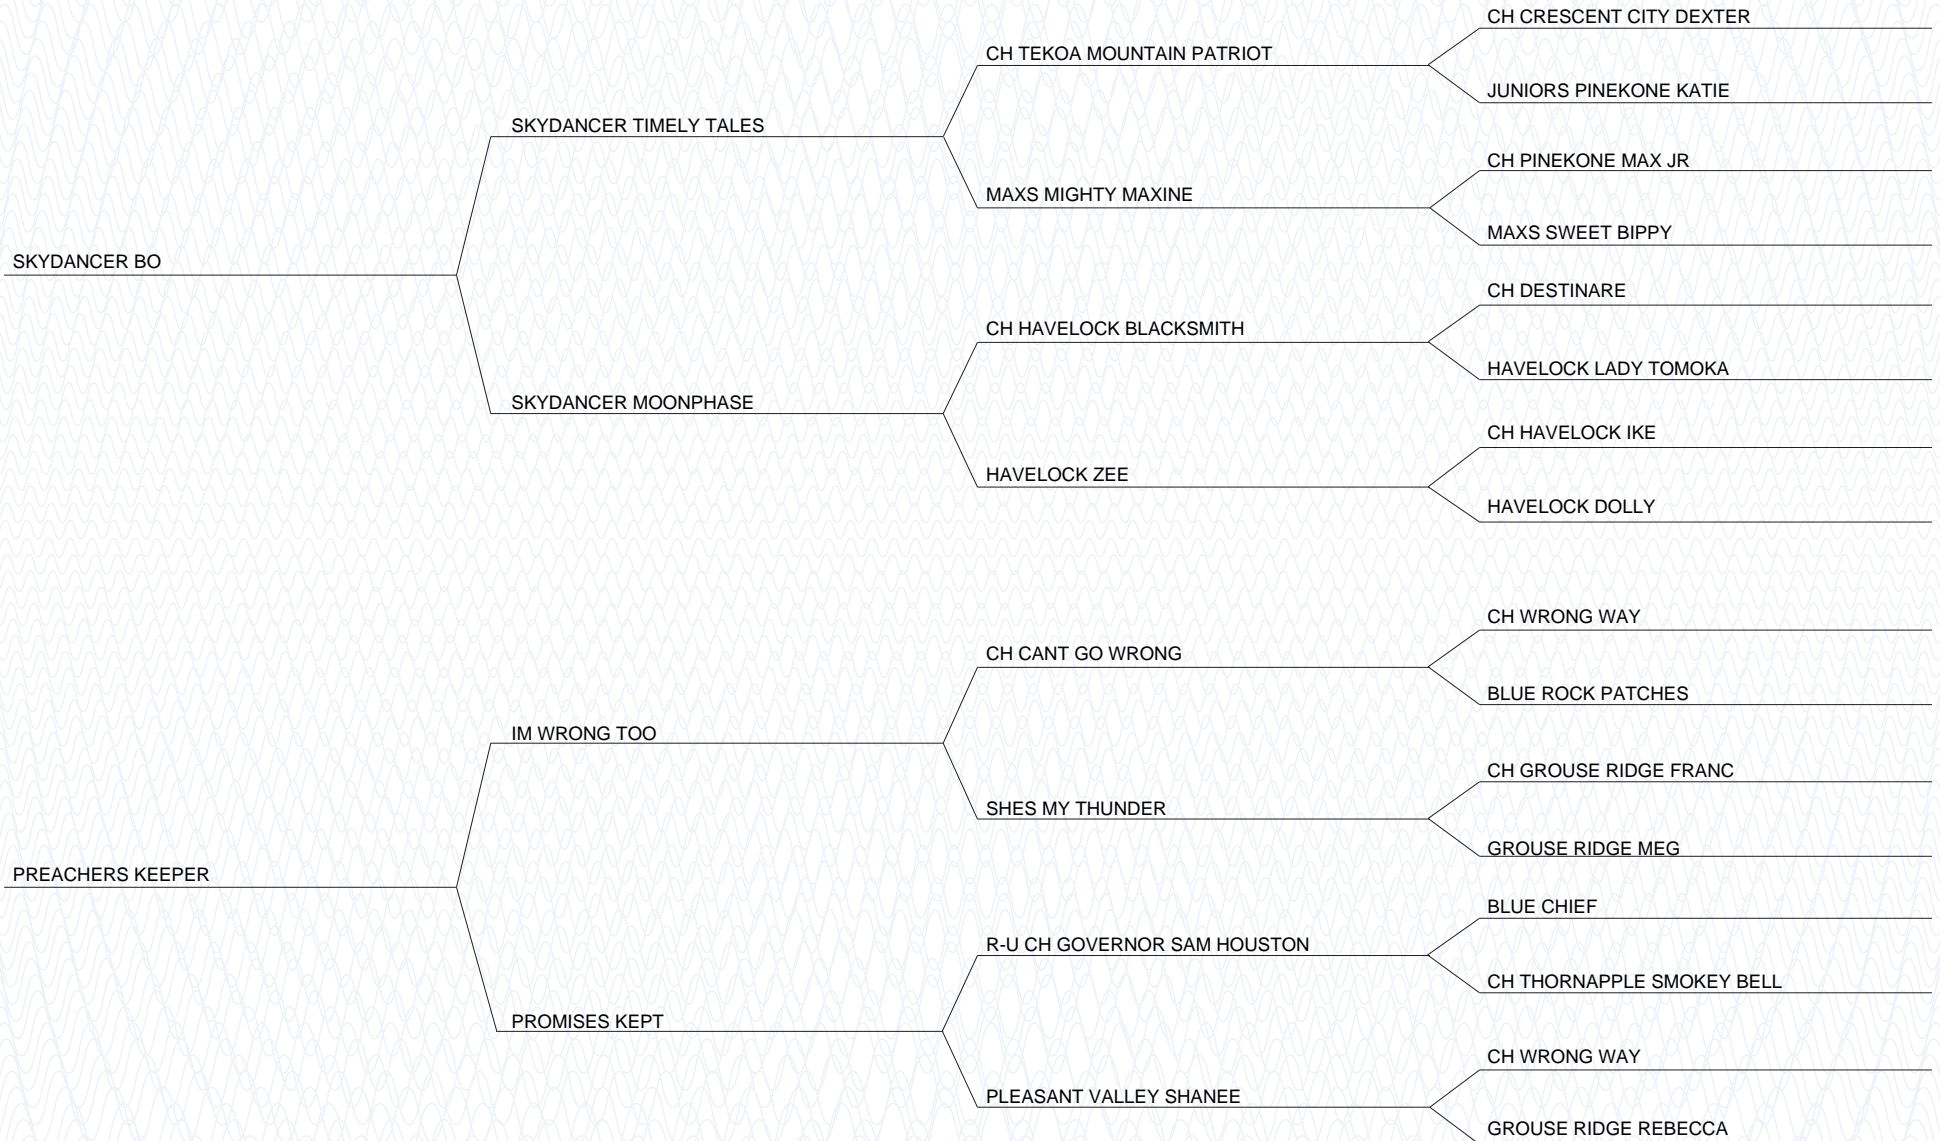 CH CRESCENT CITY DEXTER
CH TEKOA MOUNTAIN PATRIOT
JUNIORS PINEKONE KATIE
SKYDANCER TIMELY TALES
CH PINEKONE MAX JR
MAXS MIGHTY MAXINE
MAXS SWEET BIPPY
SKYDANCER BO
CH DESTINARE
CH HAVELOCK BLACKSMITH
HAVELOCK LADY TOMOKA
SKYDANCER MOONPHASE
CH HAVELOCK IKE
HAVELOCK ZEE
HAVELOCK DOLLY
CH WRONG WAY
CH CANT GO WRONG
BLUE ROCK PATCHES
IM WRONG TOO
CH GROUSE RIDGE FRANC
SHES MY THUNDER
GROUSE RIDGE MEG
PREACHERS KEEPER
BLUE CHIEF
R-U CH GOVERNOR SAM HOUSTON
CH THORNAPPLE SMOKEY BELL
PROMISES KEPT
CH WRONG WAY
PLEASANT VALLEY SHANEE
GROUSE RIDGE REBECCA